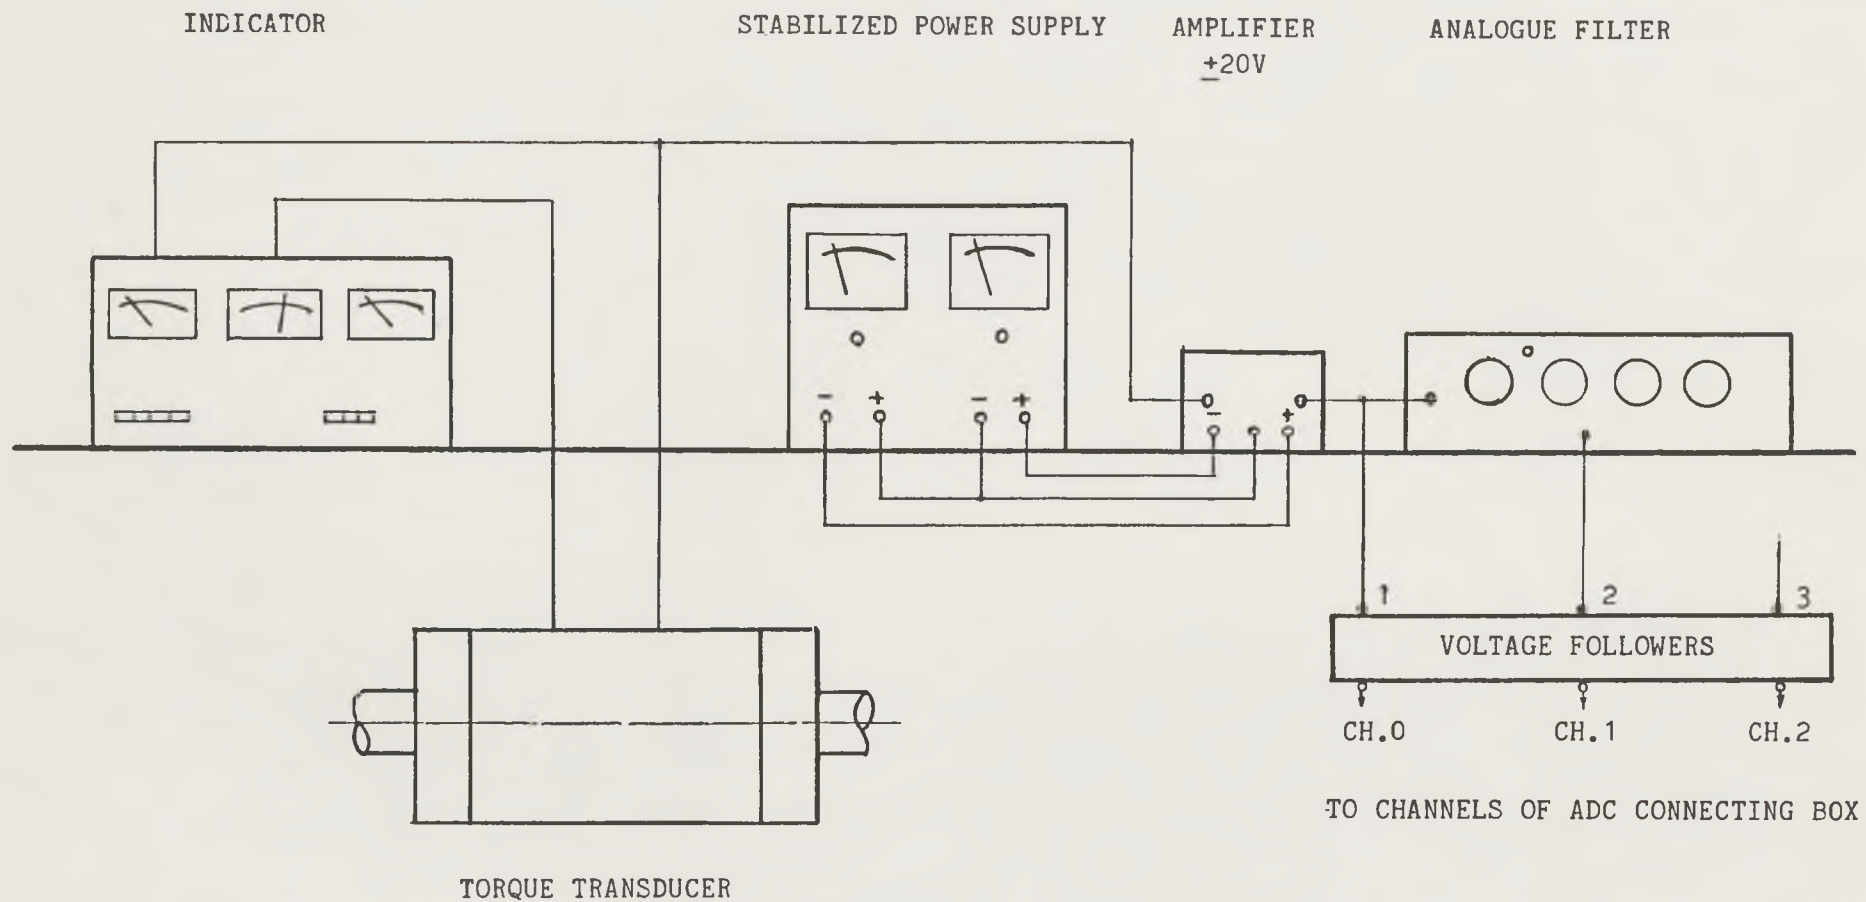 INDICATOR
STABILIZED POWER SUPPLY
AMPLIFIER
±20V
ANALOGUE FILTER
- + - +
- +
1 2 3
VOLTAGE FOLLOWERS
CH.0 CH.1 CH.2
TO CHANNELS OF ADC CONNECTING BOX
TORQUE TRANSDUCER